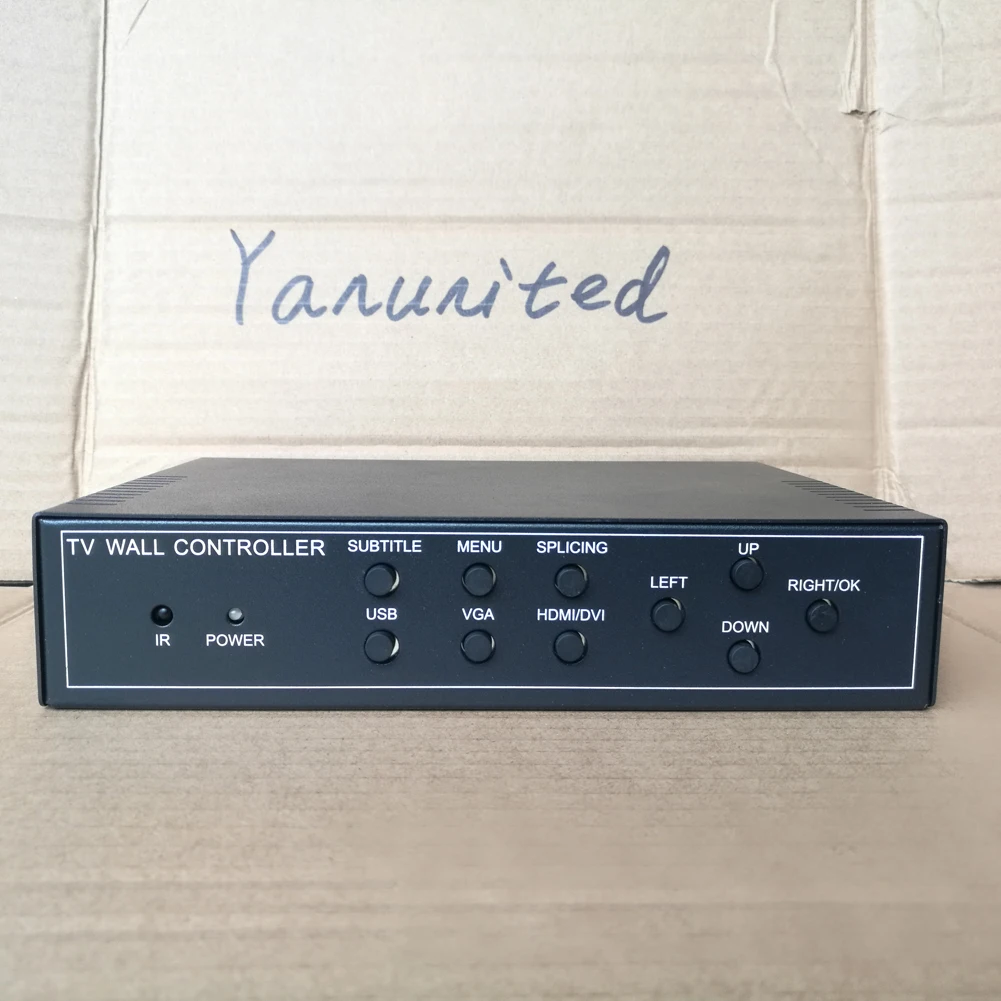 Yanunited
TV WALL CONTROLLER
SUBTITLE
MENU
SPLICING
UP
LEFT
RIGHT/OK
IR
POWER
USB
VGA
HDMI/DVI
DOWN